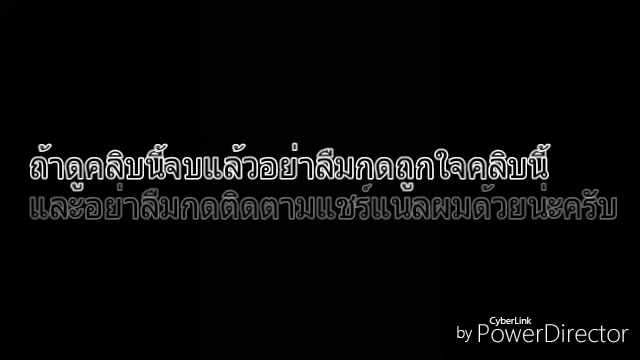 ถ้าดูคลิบนี้จบแล้วอย่าลืมกดถูกใจคลิบนี้
และอย่าลืมกดติดตามแชร์แนลผมด้วยน่ะครับ
CyberLink
by PowerDirector